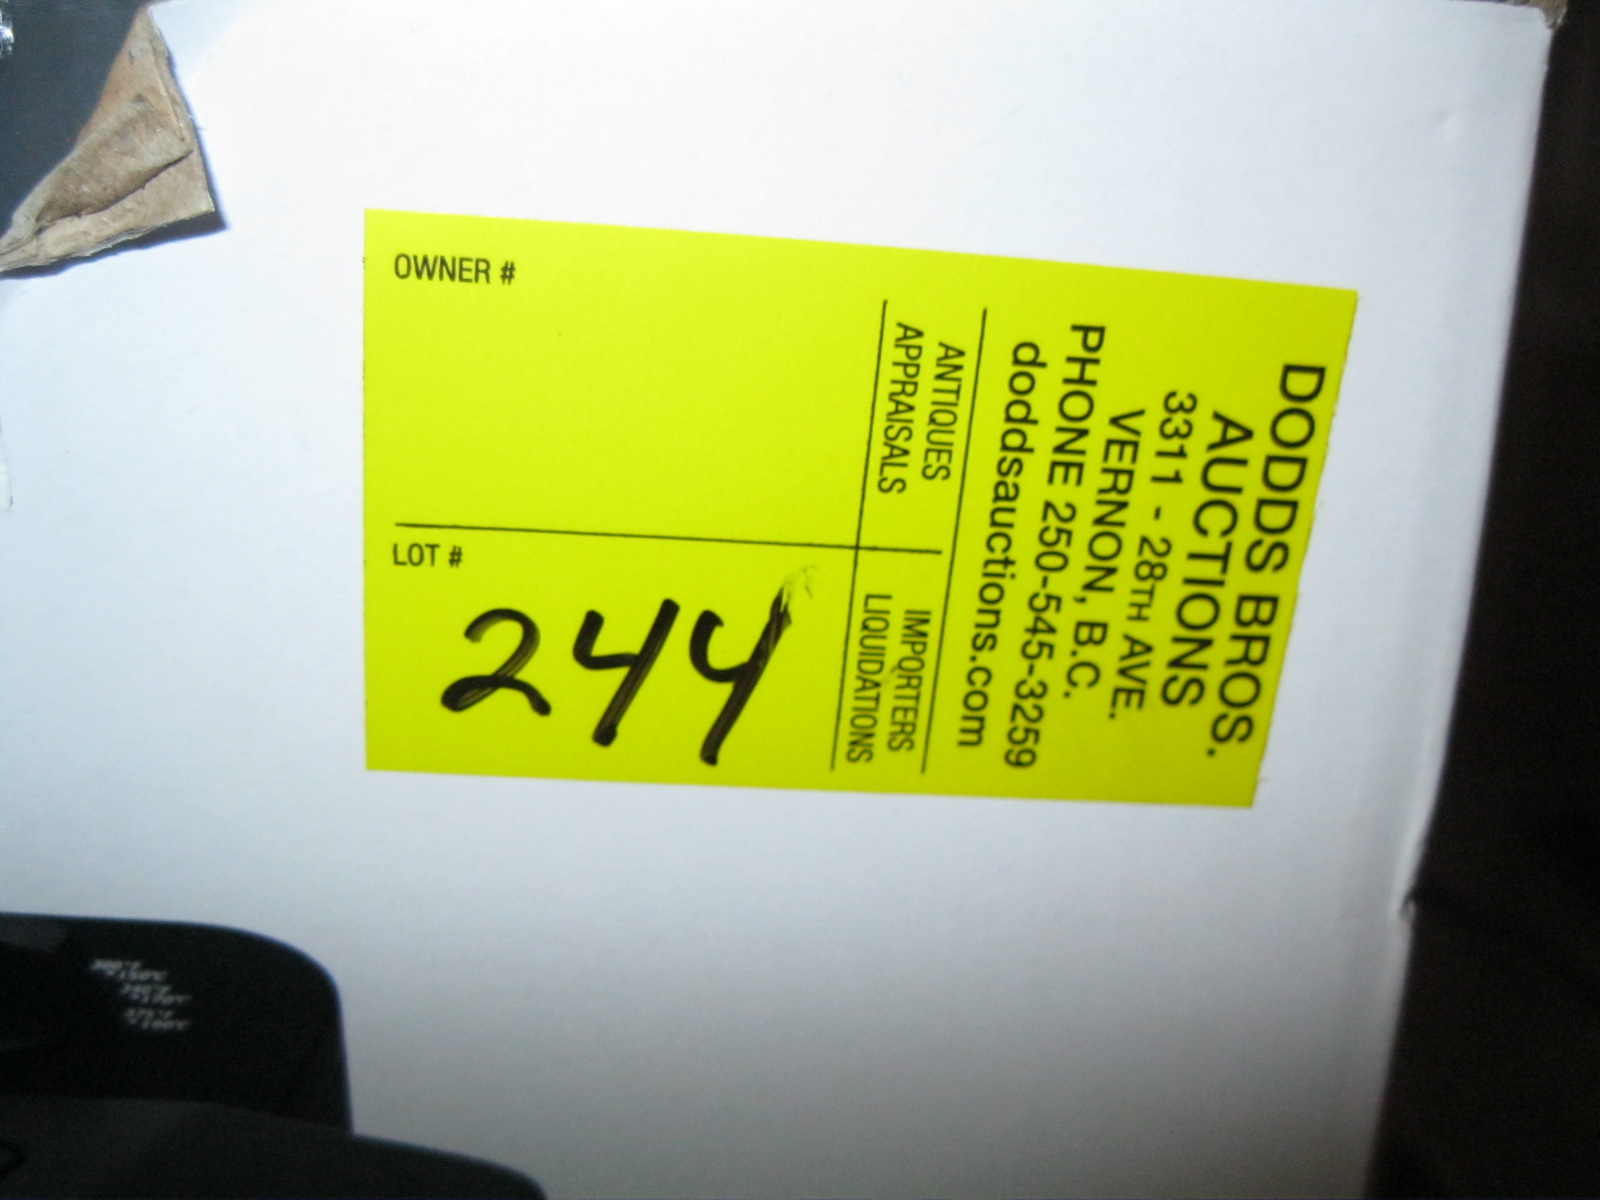 DODDS BROS.
AUCTIONS
3311 - 28TH AVE.
VERNON, B.C.
PHONE 250-545-3259
doddsauctions.com
ANTIQUES
APPRAISALS
IMPORTERS
LIQUIDATIONS
OWNER #
LOT #
244